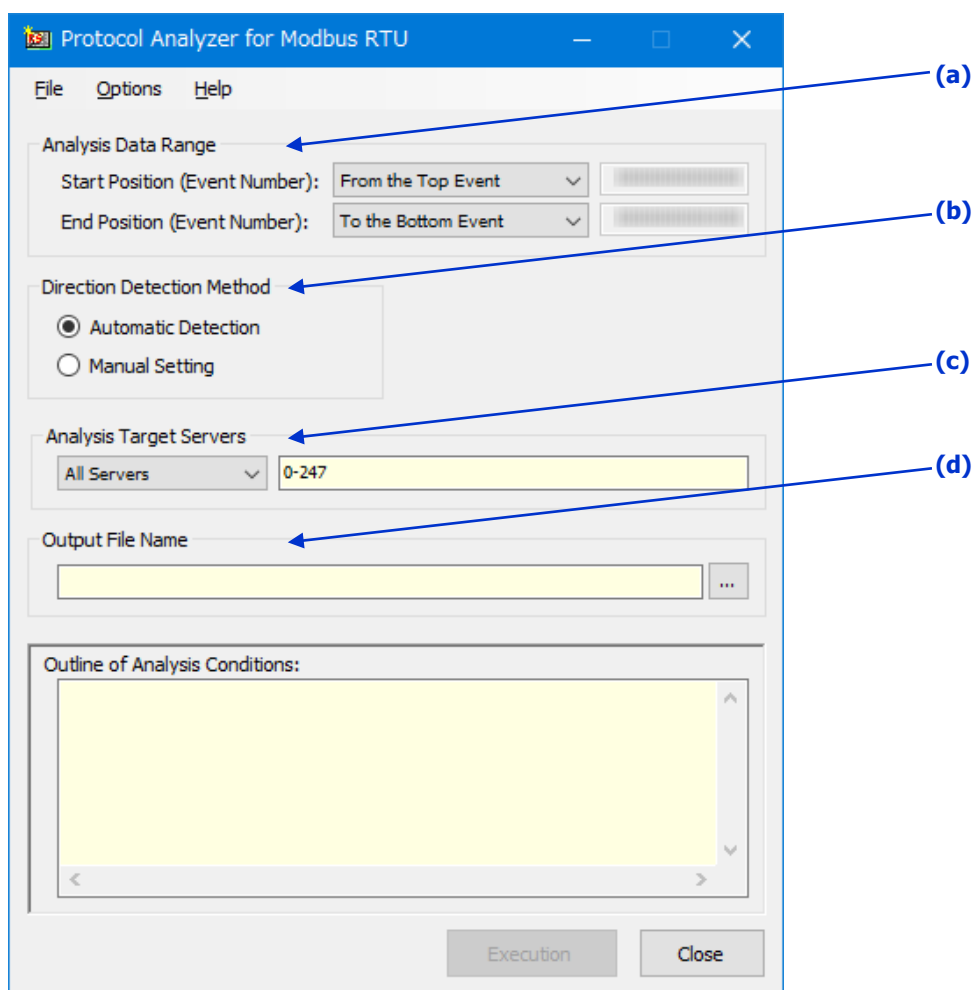 Protocol Analyzer for Modbus RTU
File Options Help
(a)
Analysis Data Range
Start Position (Event Number): From the Top Event
End Position (Event Number): To the Bottom Event
(b)
Direction Detection Method
Automatic Detection
Manual Setting
(c)
Analysis Target Servers
All Servers 0-247
(d)
Output File Name
...
Outline of Analysis Conditions:
Execution Close